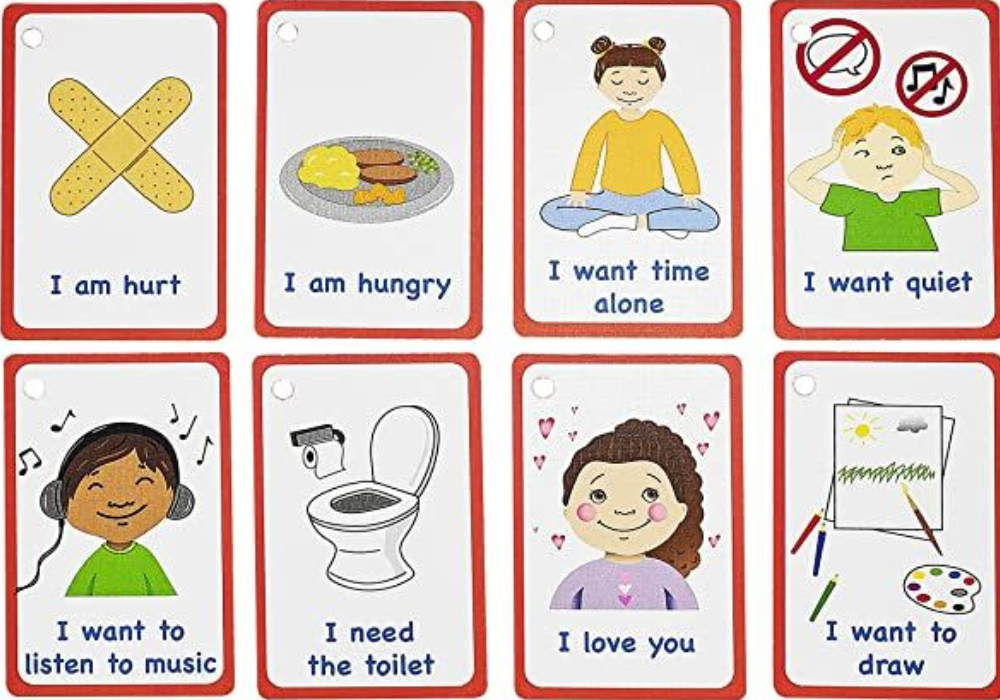 I am hurt
I am hungry
I want time
alone
I want quiet
I want to
listen to music
I need
the toilet
I love you
I want to
draw